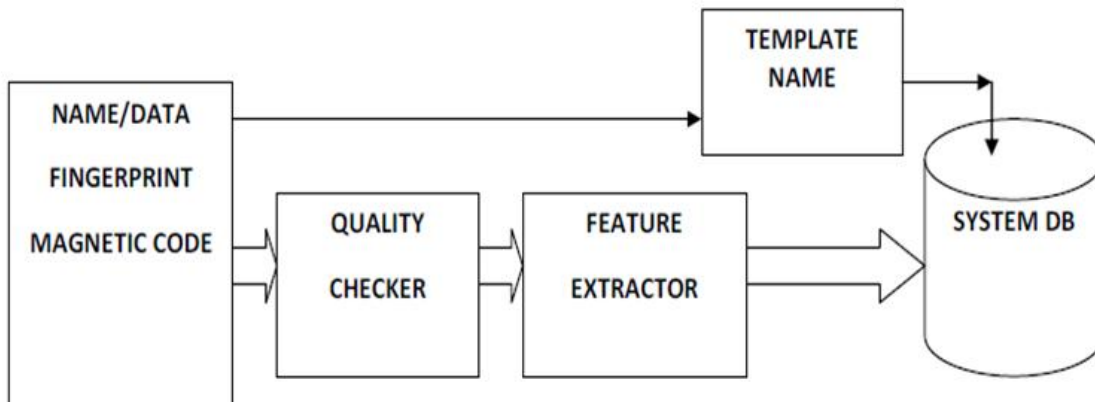 NAME/DATA
FINGERPRINT
MAGNETIC CODE
QUALITY
CHECKER
FEATURE
EXTRACTOR
TEMPLATE
NAME
SYSTEM DB